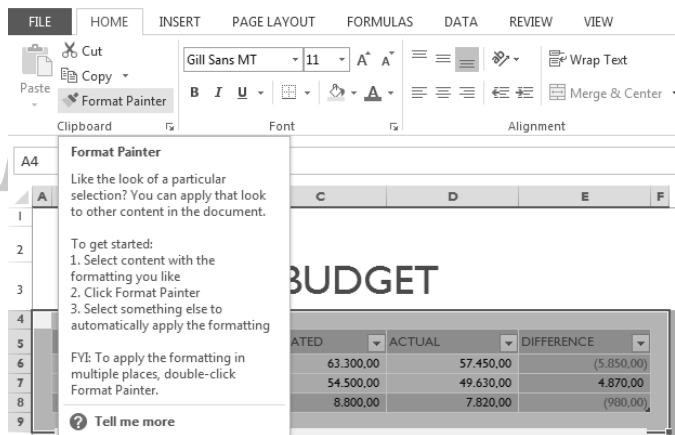 FILE HOME INSERT PAGE LAYOUT FORMULAS DATA REVIEW VIEW
Cut
Copy
Paste
Format Painter
Gill Sans MT 11 A A
B I U A
Wrap Text
Merge & Center
Clipboard Font Alignment
A4
Format Painter
Like the look of a particular
selection? You can apply that look
to other content in the document.
To get started:
1. Select content with the
formatting you like
2. Click Format Painter
3. Select something else to
automatically apply the formatting
FYI: To apply the formatting in
multiple places, double-click
Format Painter.
Tell me more
A C D E F
1
2
3 BUDGET
4
5 ATED ACTUAL DIFFERENCE
6 63.300,00 57.450,00 (5.850,00)
7 54.500,00 49.630,00 4.870,00
8 8.800,00 7.820,00 (980,00)
9